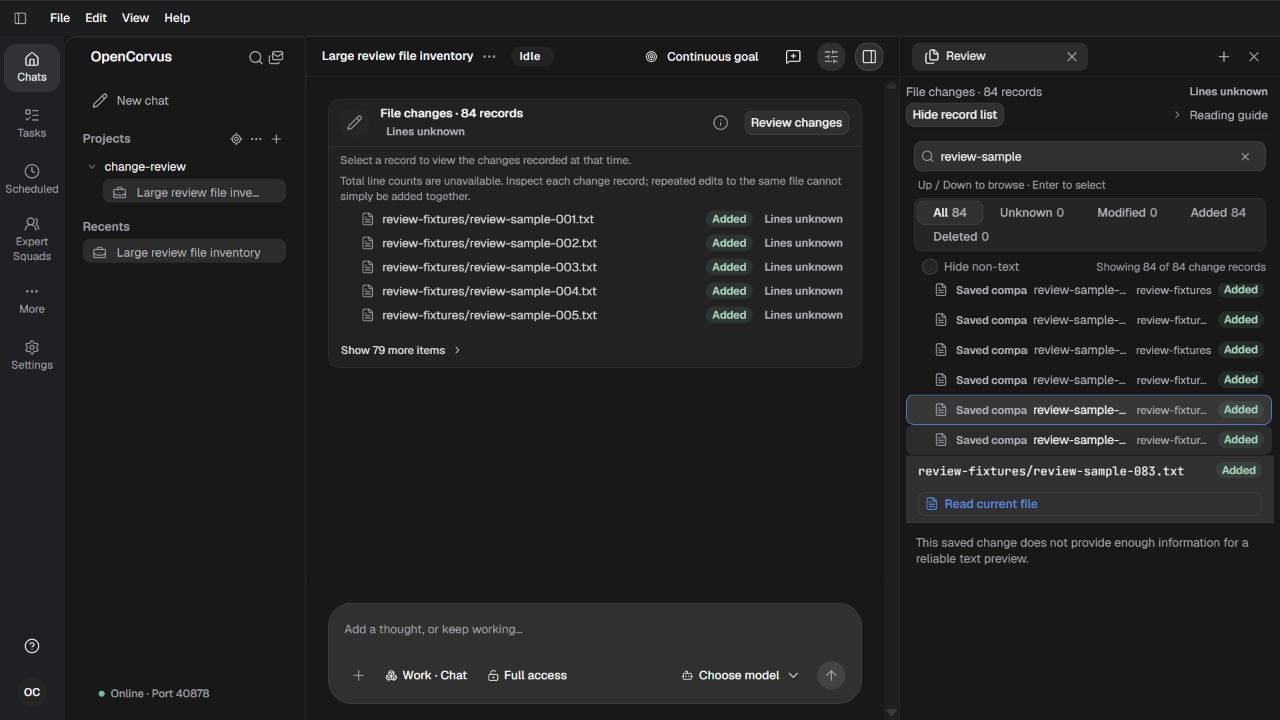 File Edit View Help
Chats
Tasks
Scheduled
Expert
Squads
More
Settings
OC
OpenCorvus
New chat
Projects
change-review
Large review file inve…
Recents
Large review file inventory
Online · Port 40878
Large review file inventory
Idle
Continuous goal
File changes · 84 records
Lines unknown
Review changes
Select a record to view the changes recorded at that time.
Total line counts are unavailable. Inspect each change record; repeated edits to the same file cannot
simply be added together.
review-fixtures/review-sample-001.txt Added Lines unknown
review-fixtures/review-sample-002.txt Added Lines unknown
review-fixtures/review-sample-003.txt Added Lines unknown
review-fixtures/review-sample-004.txt Added Lines unknown
review-fixtures/review-sample-005.txt Added Lines unknown
Show 79 more items
Add a thought, or keep working...
Work · Chat
Full access
Choose model
Review
File changes · 84 records Lines unknown
Hide record list Reading guide
review-sample
Up / Down to browse · Enter to select
All 84 Unknown 0 Modified 0 Added 84
Deleted 0
Hide non-text Showing 84 of 84 change records
Saved compa review-sample-… review-fixtures Added
Saved compa review-sample-… review-fixtur… Added
Saved compa review-sample-… review-fixtures Added
Saved compa review-sample-… review-fixtur… Added
Saved compa review-sample-… review-fixtur… Added
Saved compa review-sample-… review-fixtur… Added
review-fixtures/review-sample-083.txt Added
Read current file
This saved change does not provide enough information for a
reliable text preview.